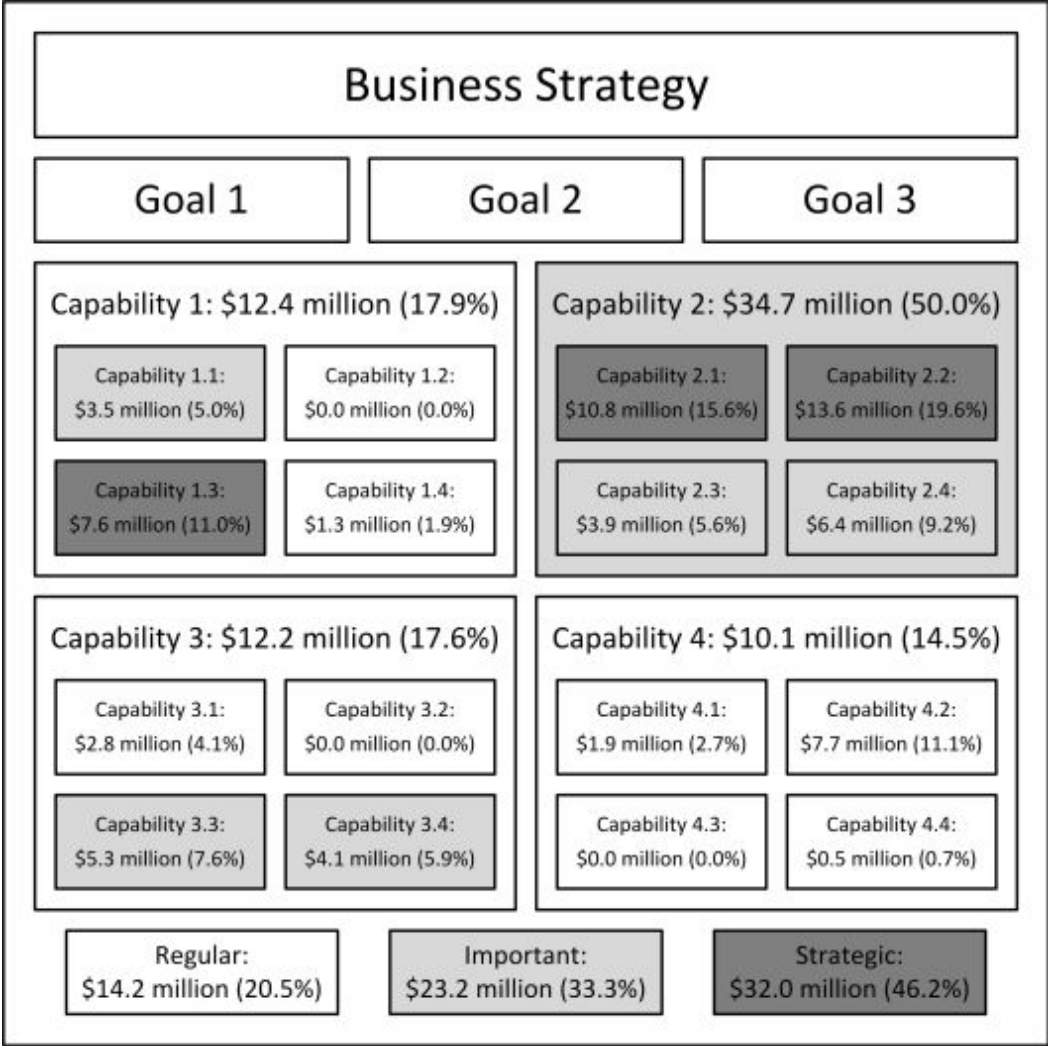 Business Strategy
Goal 1
Goal 2
Goal 3
Capability 1: $12.4 million (17.9%)
Capability 1.1:
$3.5 million (5.0%)
Capability 1.2:
$0.0 million (0.0%)
Capability 1.3:
$7.6 million (11.0%)
Capability 1.4:
$1.3 million (1.9%)
Capability 2: $34.7 million (50.0%)
Capability 2.1:
$10.8 million (15.6%)
Capability 2.2:
$13.6 million (19.6%)
Capability 2.3:
$3.9 million (5.6%)
Capability 2.4:
$6.4 million (9.2%)
Capability 3: $12.2 million (17.6%)
Capability 3.1:
$2.8 million (4.1%)
Capability 3.2:
$0.0 million (0.0%)
Capability 3.3:
$5.3 million (7.6%)
Capability 3.4:
$4.1 million (5.9%)
Capability 4: $10.1 million (14.5%)
Capability 4.1:
$1.9 million (2.7%)
Capability 4.2:
$7.7 million (11.1%)
Capability 4.3:
$0.0 million (0.0%)
Capability 4.4:
$0.5 million (0.7%)
Regular:
$14.2 million (20.5%)
Important:
$23.2 million (33.3%)
Strategic:
$32.0 million (46.2%)